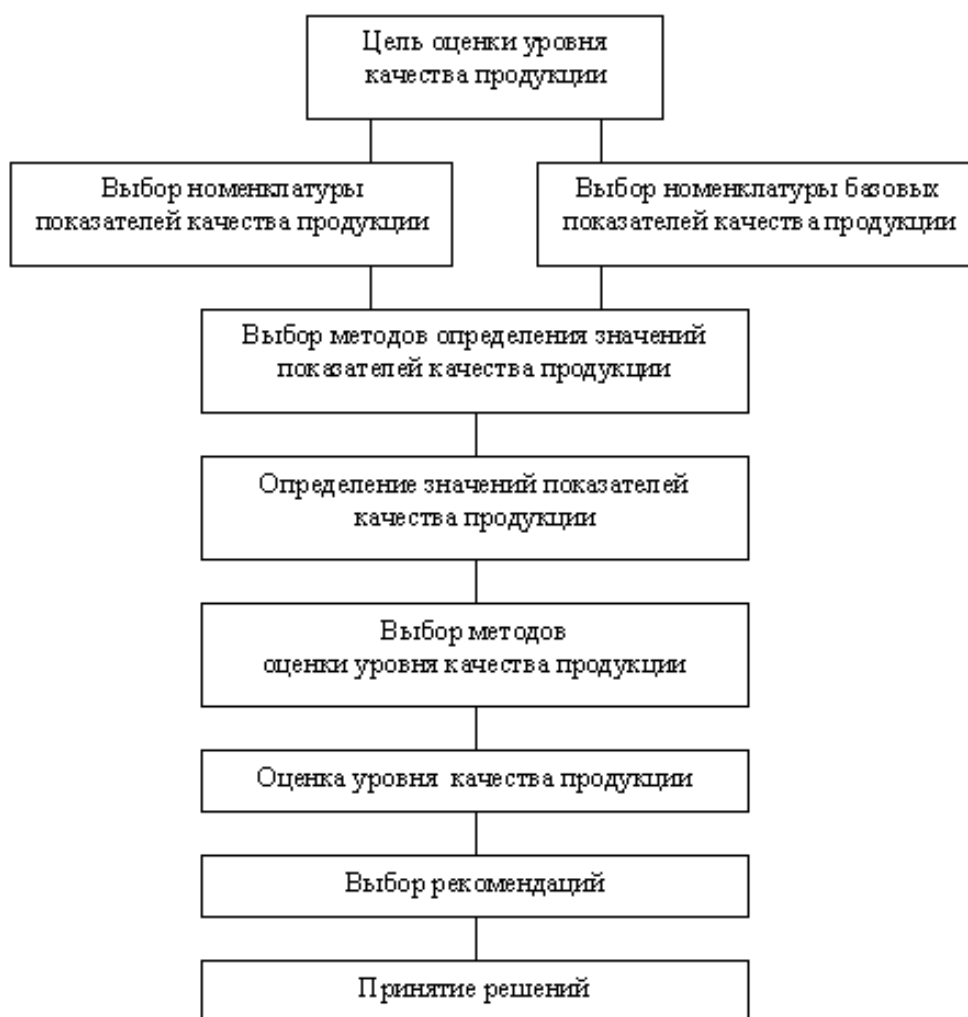 Цель оценки уровня
качества продукции
Выбор номенклатуры
показателей качества продукции
Выбор номенклатуры базовых
показателей качества продукции
Выбор методов определения значений
показателей качества продукции
Определение значений показателей
качества продукции
Выбор методов
оценки уровня качества продукции
Оценка уровня качества продукции
Выбор рекомендаций
Принятие решений